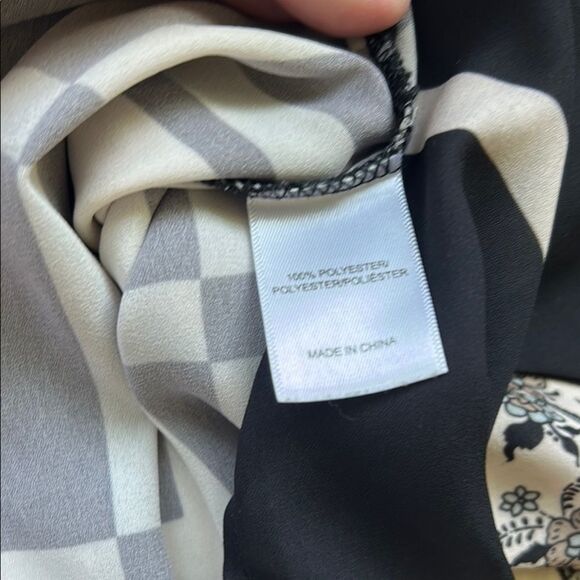 100% POLYESTER/
POLYESTER/POLIÉSTER
MADE IN CHINA